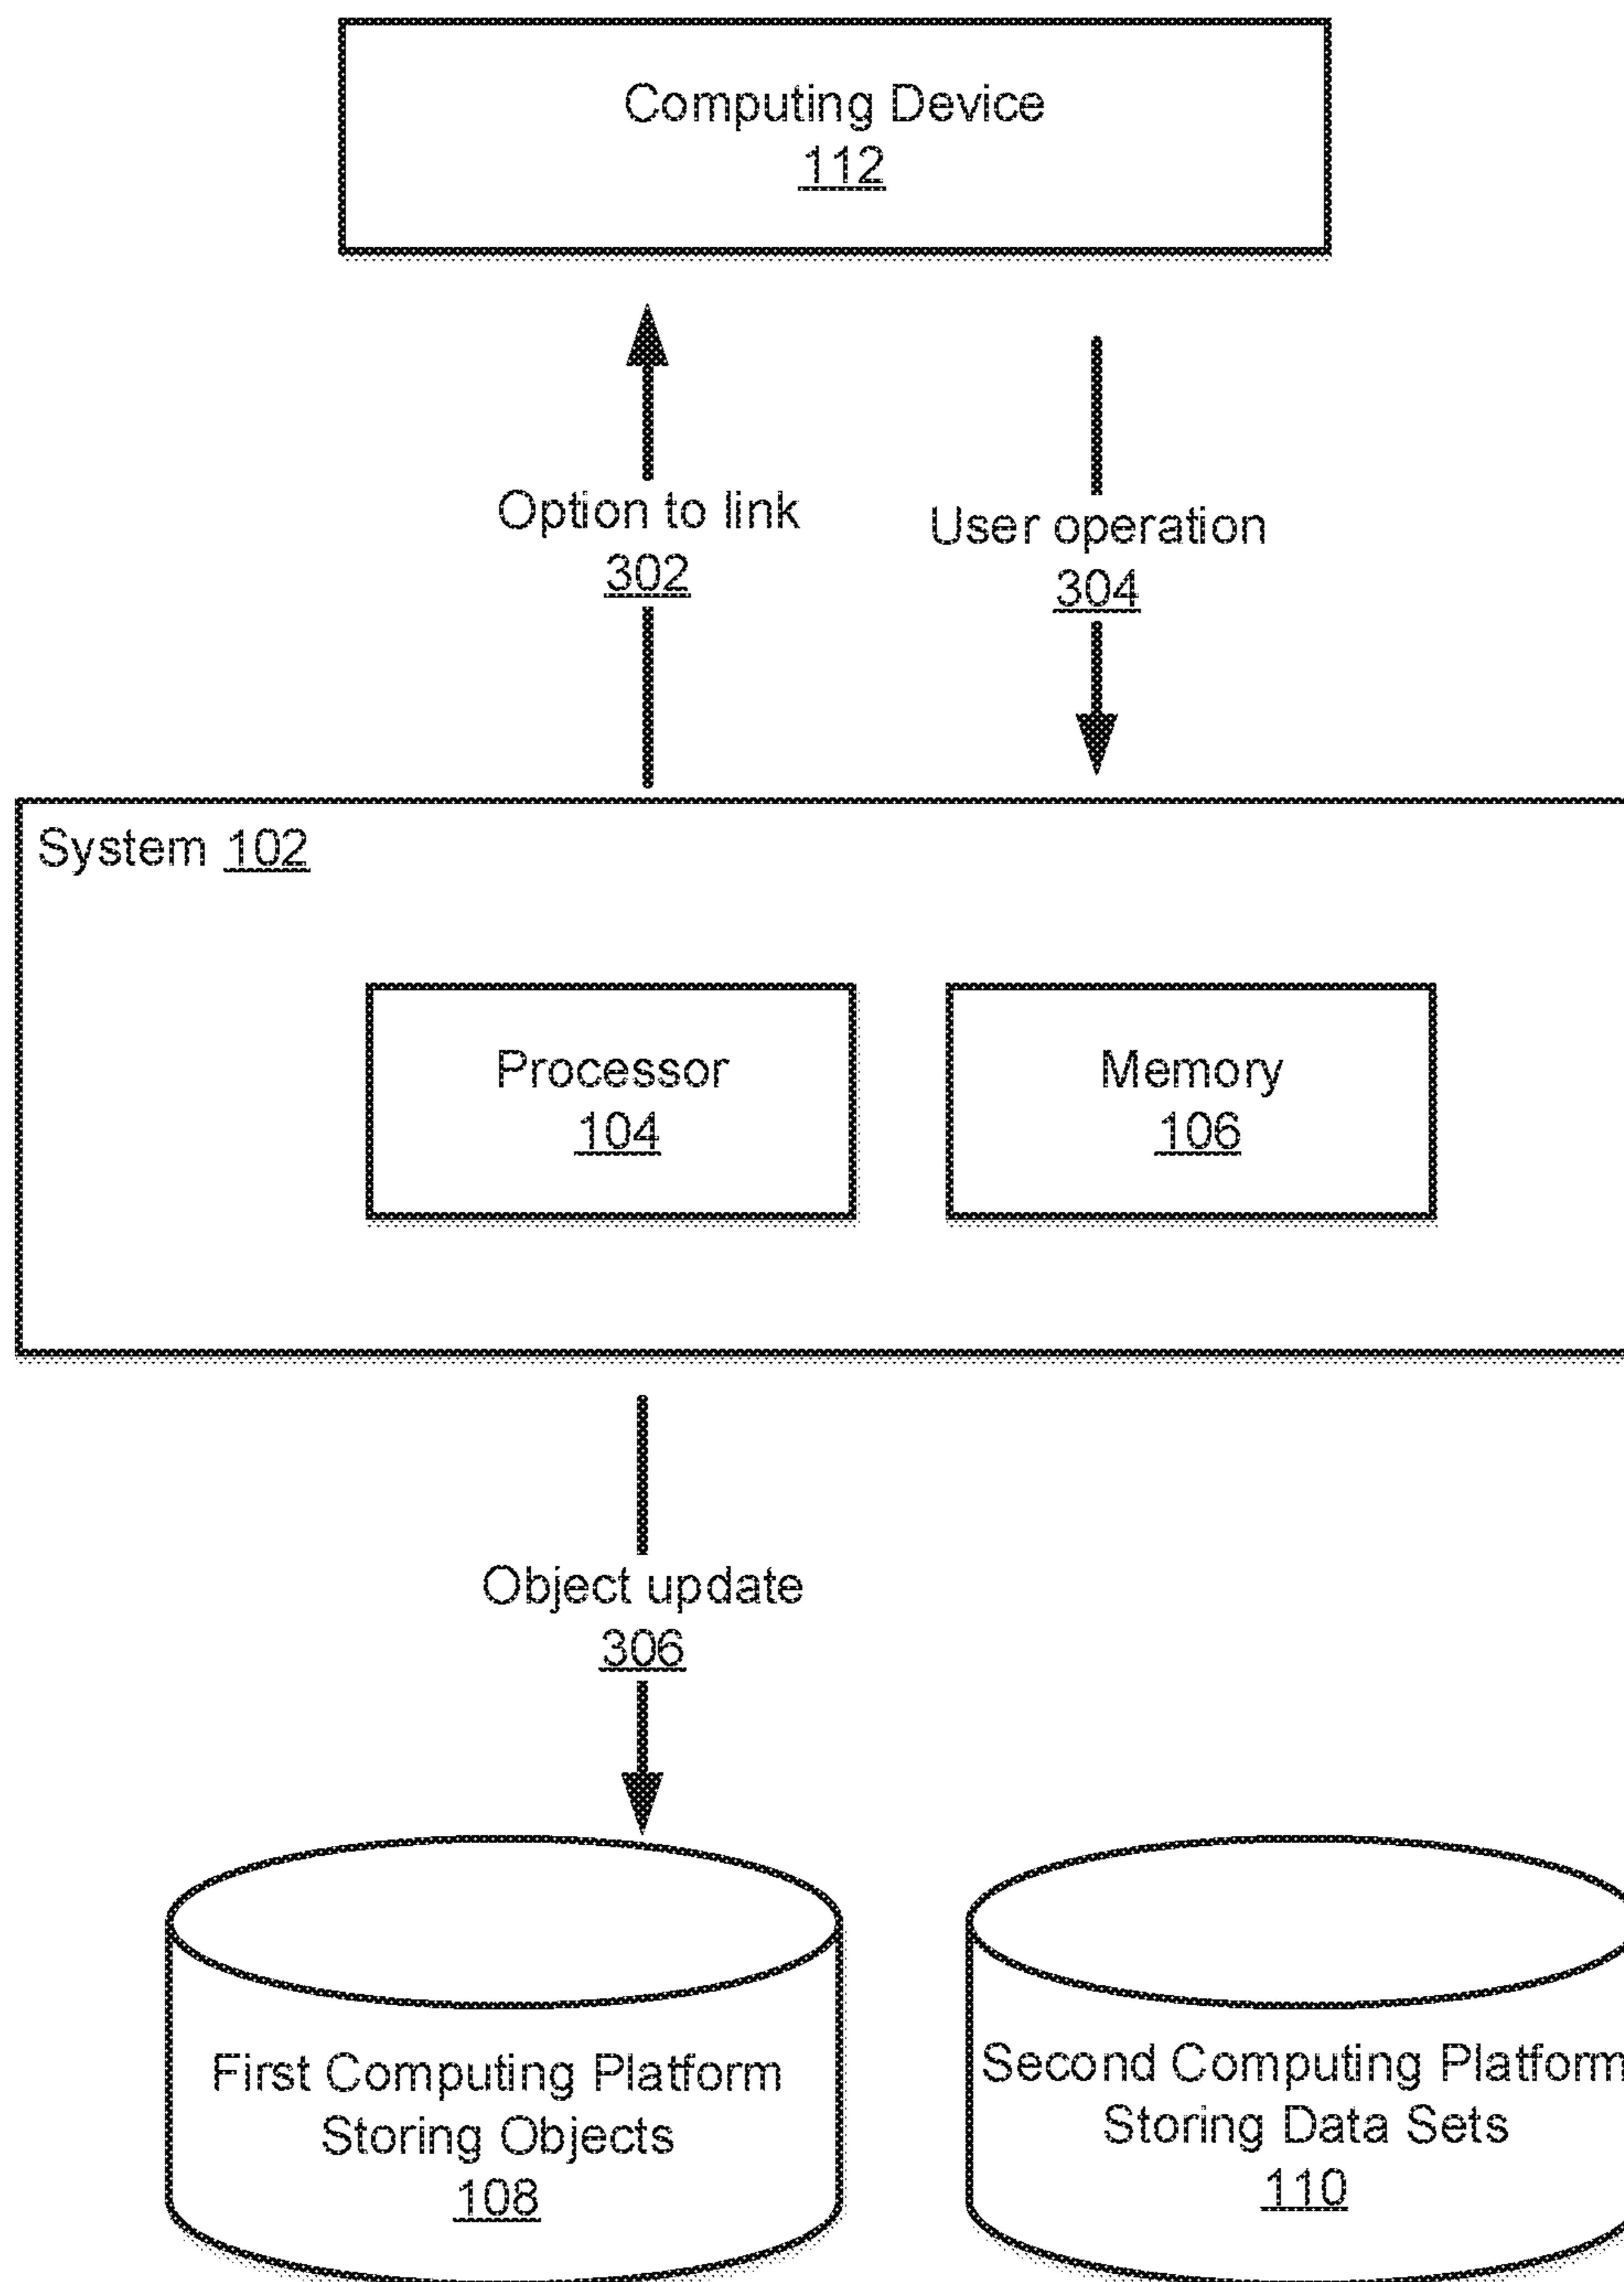 Computing Device
112
Option to link
302
User operation
304
System 102
Processor
104
Memory
106
Object update
306
First Computing Platform
Storing Objects
108
Second Computing Platform
Storing Data Sets
110